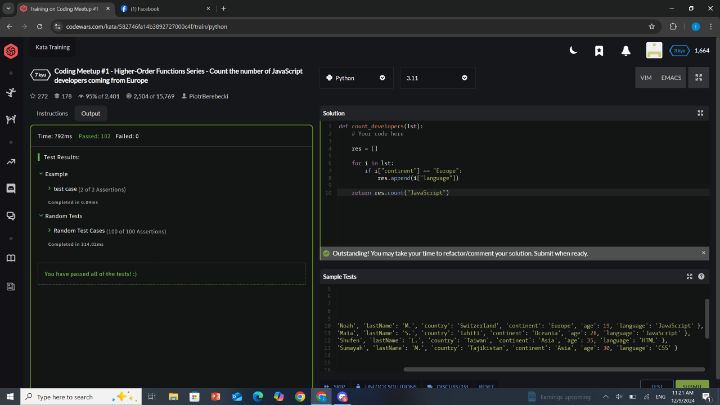 Training on Coding Meetup #1 -
(1) Facebook
codewars.com/kata/582746fa14b3892727000c4f/train/python
Kata Training
1,664
7 kyu
Coding Meetup #1 - Higher-Order Functions Series - Count the number of JavaScript
developers coming from Europe
272 178 95% of 2,401 2,504 of 15,769 PiotrBerebecki
Python
3.11
VIM EMACS
Instructions Output
Time: 792ms Passed: 102 Failed: 0
Test Results:
Example
test case (2 of 2 Assertions)
Completed in 0.09ms
Random Tests
Random Test Cases (100 of 100 Assertions)
Completed in 314.02ms
You have passed all of the tests! :)
Solution
def count_developers(lst):
# Your code here
res = []
for i in lst:
if i["continent"] == "Europe":
res.append(i["language"])
return res.count("JavaScript")
Outstanding! You may take your time to refactor/comment your solution. Submit when ready.
Sample Tests
'Noah', 'lastName': 'M.', 'country': 'Switzerland', 'continent': 'Europe', 'age': 19, 'language': 'JavaScript' },
'Maia', 'lastName': 'S.', 'country': 'Tahiti', 'continent': 'Oceania', 'age': 28, 'language': 'JavaScript' },
'Shufen', 'lastName': 'L.', 'country': 'Taiwan', 'continent': 'Asia', 'age': 35, 'language': 'HTML' },
'Sumayah', 'lastName': 'M.', 'country': 'Tajikistan', 'continent': 'Asia', 'age': 30, 'language': 'CSS' }
SKIP UNLOCK SOLUTIONS DISCUSS RESET TEST
Type here to search
Earnings upcoming
ENG
11:21 AM
12/9/2024